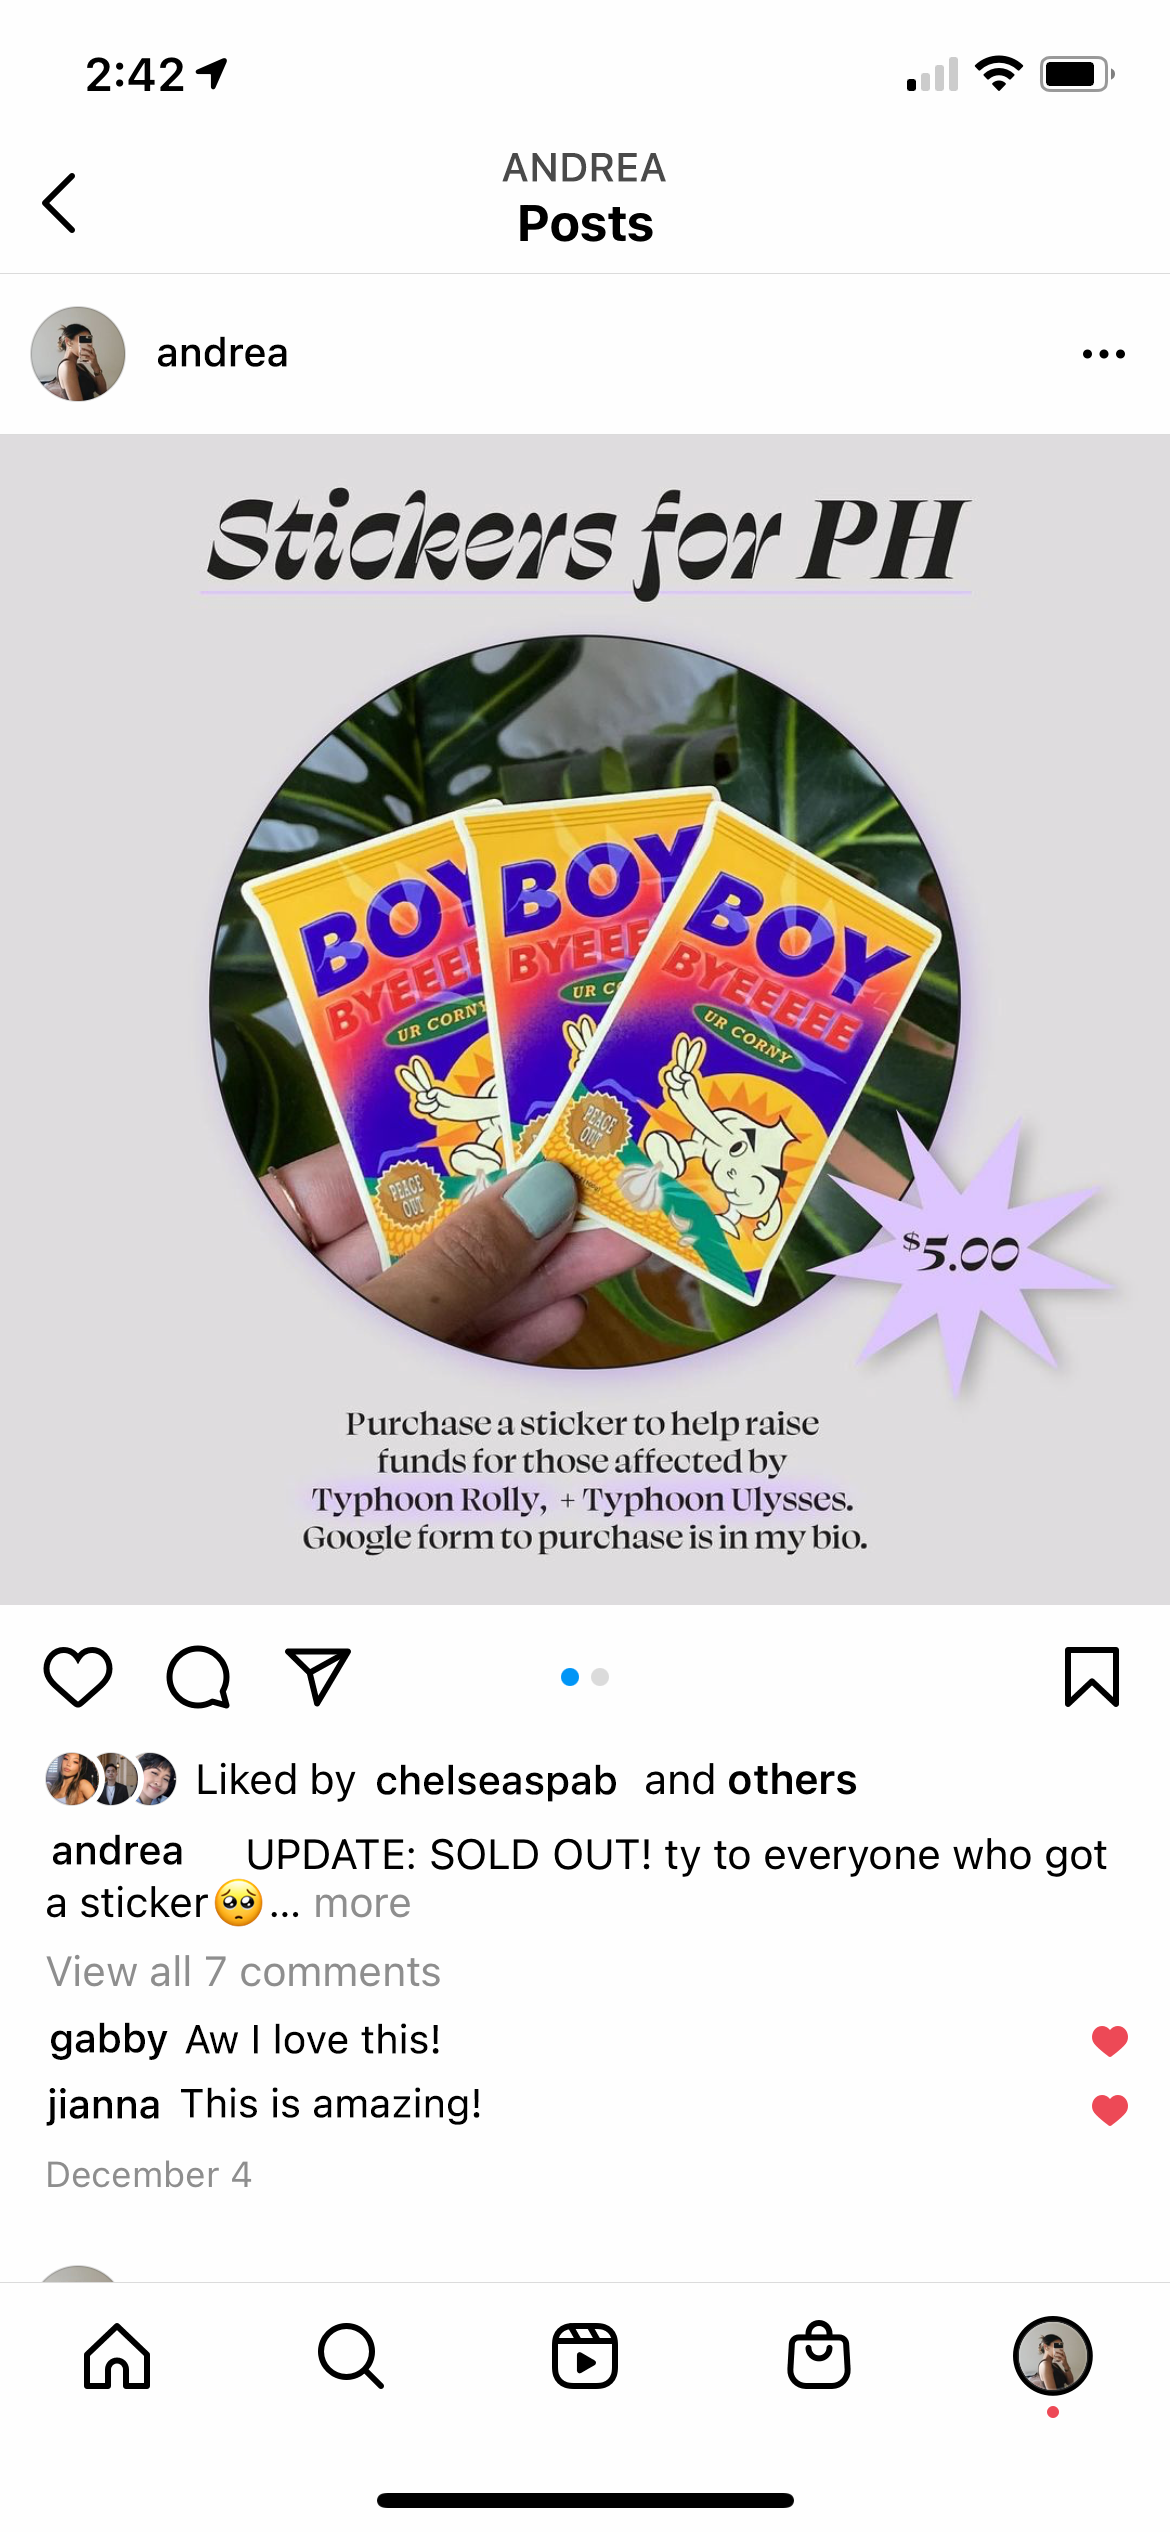 2:42
ANDREA
Posts
andrea
Stickers for PH
BOY
BYEEEE
UR CORNY
PEACE
OUT
BOY
BYEEE
UR C
BOY
BYEEEEE
UR CORNY
PEACE
OUT
$5.00
Purchase a sticker to help raise
funds for those affected by
Typhoon Rolly, + Typhoon Ulysses.
Google form to purchase is in my bio.
Liked by chelseaspab and others
andrea UPDATE: SOLD OUT! ty to everyone who got
a sticker🥺... more
View all 7 comments
gabby Aw I love this!
jianna This is amazing!
December 4